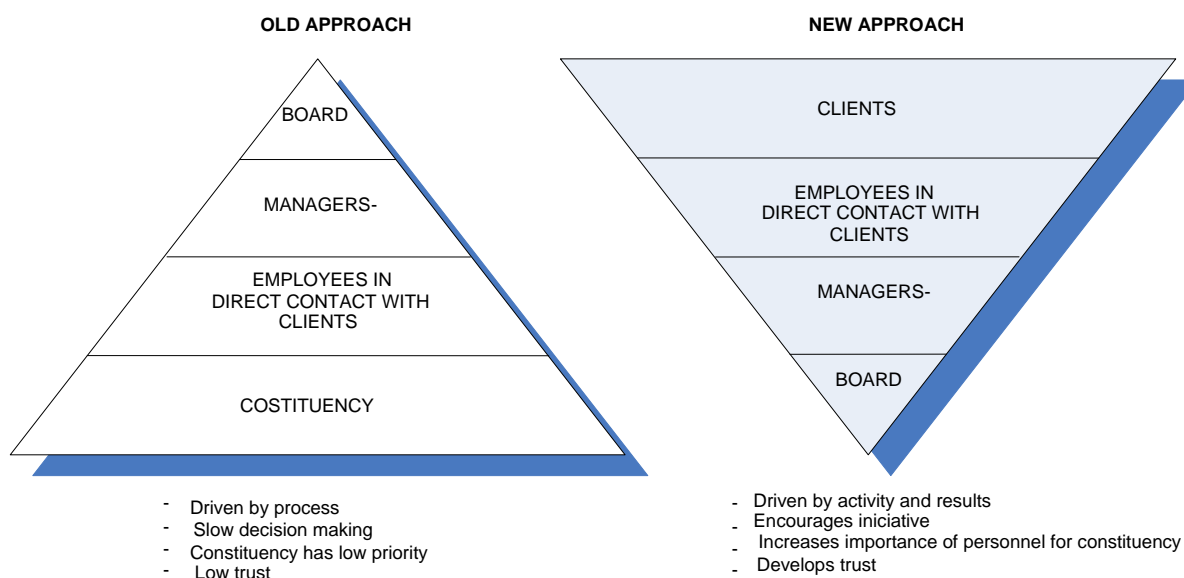 OLD APPROACH
BOARD
MANAGERS-
EMPLOYEES IN
DIRECT CONTACT WITH
CLIENTS
COSTITUENCY
- Driven by process
- Slow decision making
- Constituency has low priority
- Low trust
NEW APPROACH
CLIENTS
EMPLOYEES IN
DIRECT CONTACT WITH
CLIENTS
MANAGERS-
BOARD
- Driven by activity and results
- Encourages iniciative
- Increases importance of personnel for constituency
- Develops trust